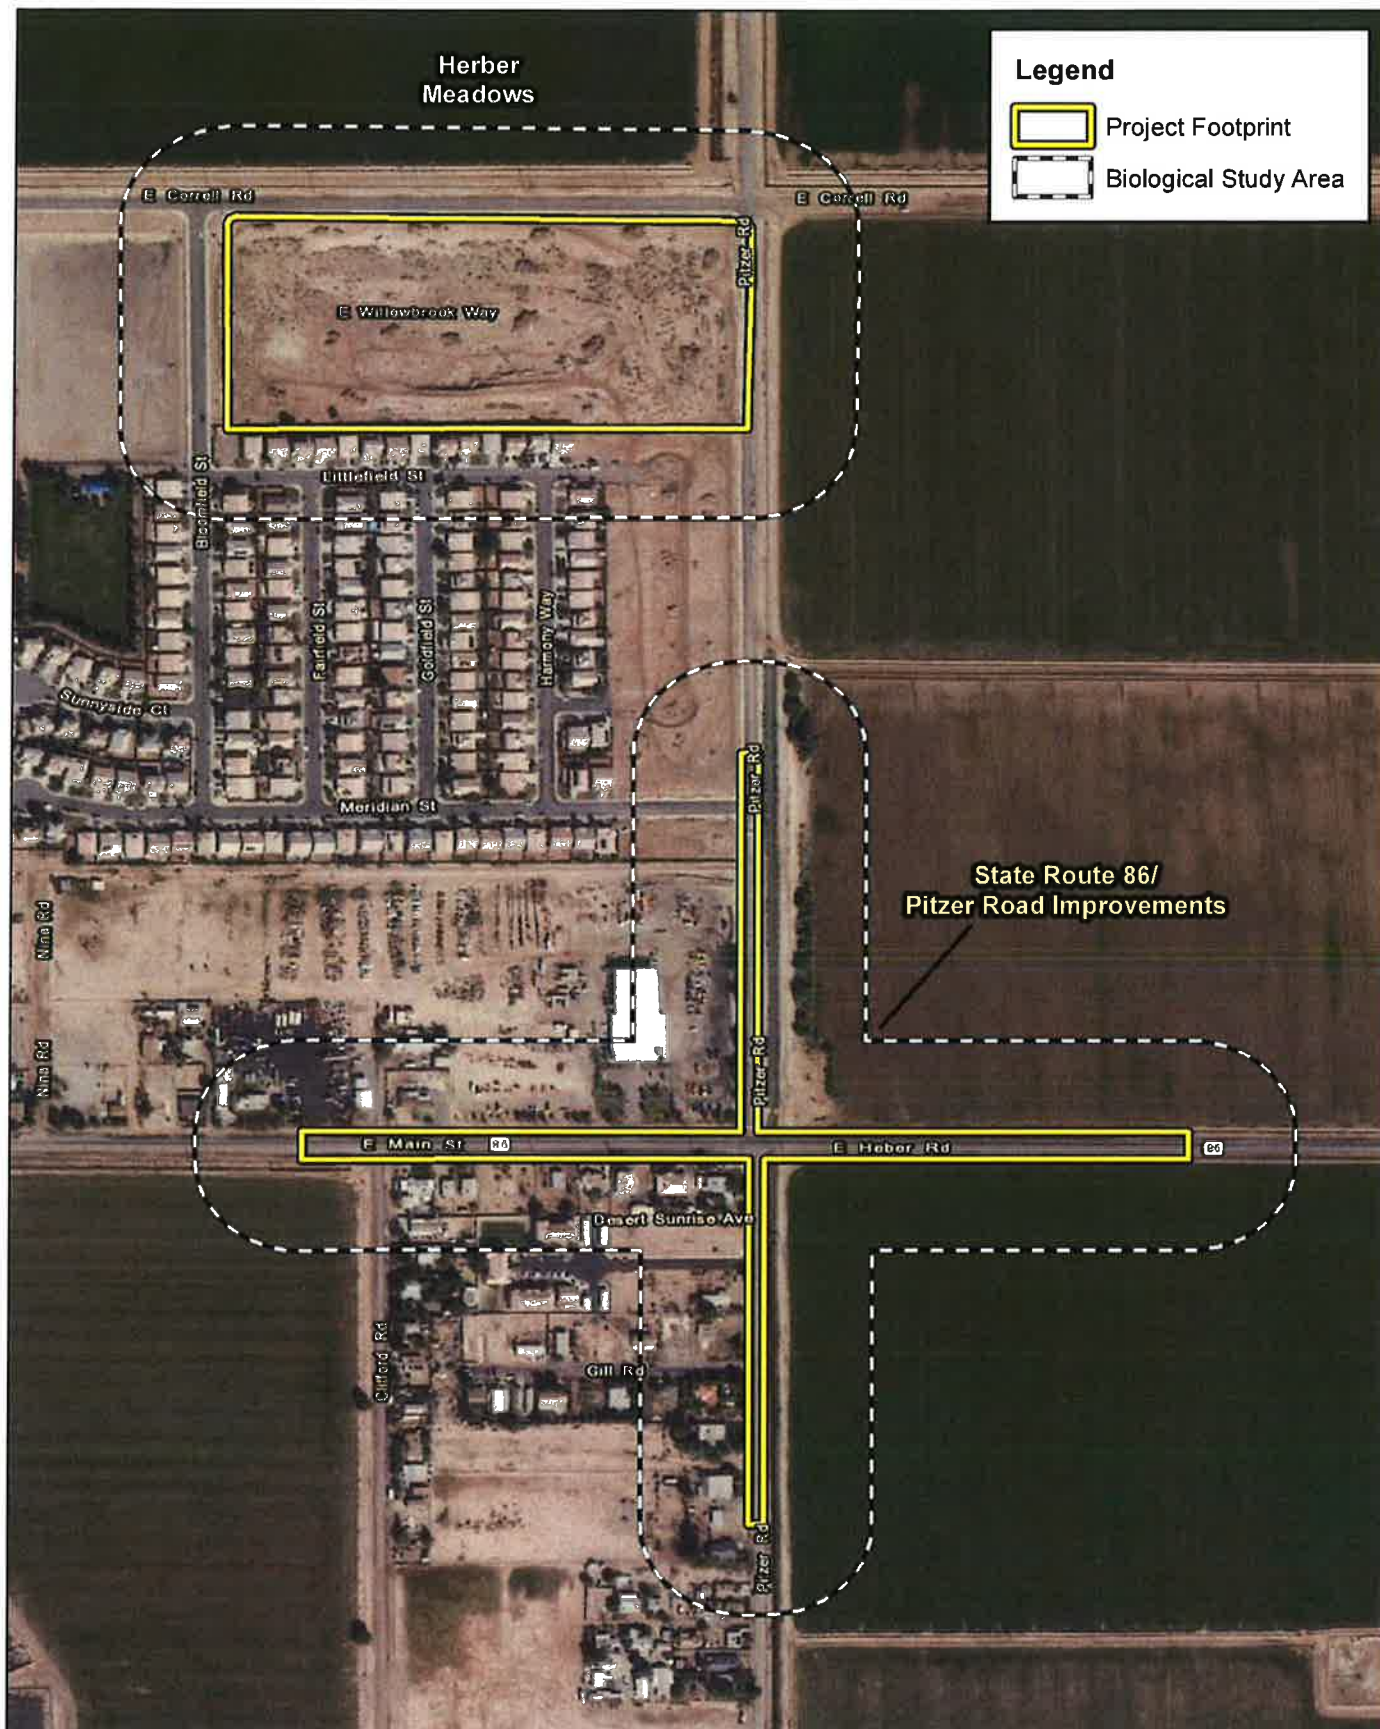 Herber
Meadows
Legend
Project Footprint
Biological Study Area
E Correll Rd
E Correll Rd
Pitzer Rd
E Willowbrook Way
Littlefield St
Bloomfield St
Fairfield St
Goldfield St
Harmony Way
Sunnyside Ct
Meridian St
Pitzer Rd
State Route 86/
Pitzer Road Improvements
Nina Rd
Nina Rd
Pitzer Rd
E Main St
86
E Heber Rd
86
Desert Sunrise Ave
Clifford Rd
Gill Rd
Pitzer Rd